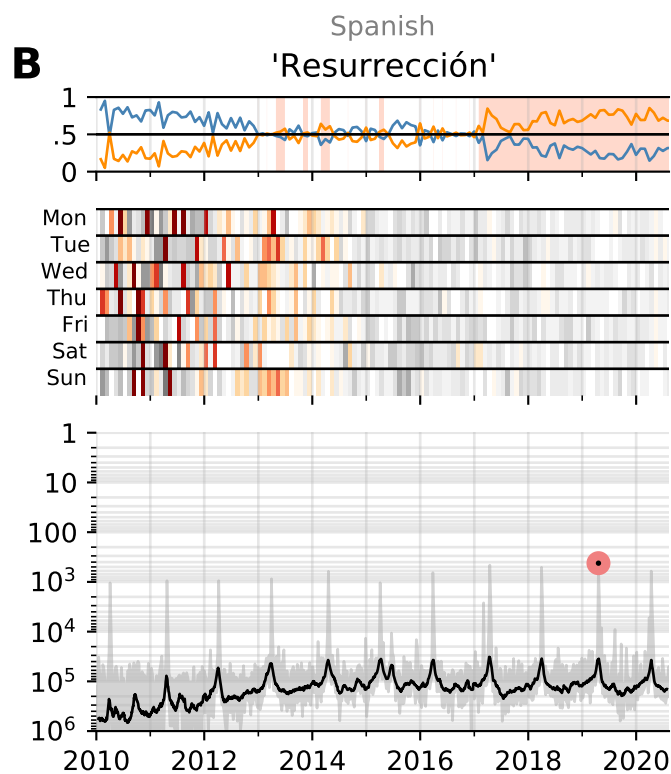 Spanish
B
'Resurrección'
1
.5
0
Mon
Tue
Wed
Thu
Fri
Sat
Sun
1
10
100
10³
10⁴
10⁵
10⁶
2010 2012 2014 2016 2018 2020